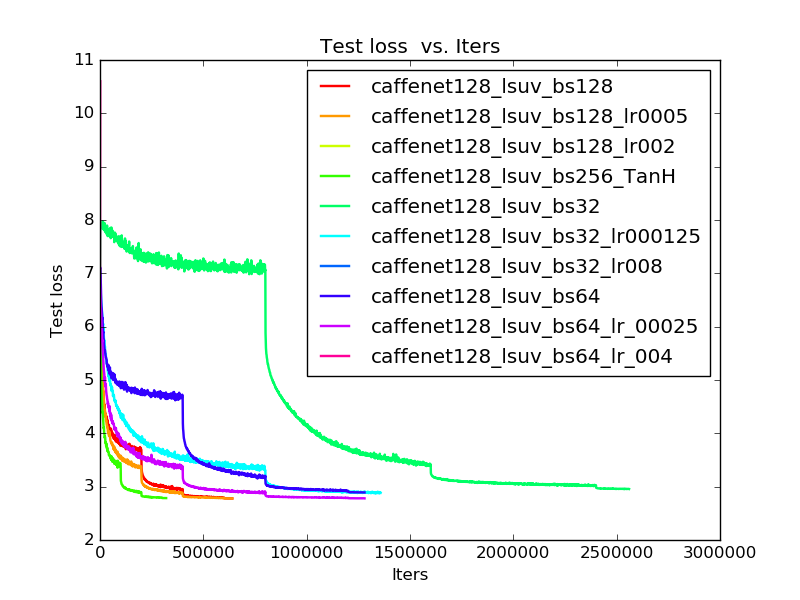 Test loss  vs. Iters
11
10
9
8
7
6
5
4
3
2
Test loss
caffenet128_lsuv_bs128
caffenet128_lsuv_bs128_lr0005
caffenet128_lsuv_bs128_lr002
caffenet128_lsuv_bs256_TanH
caffenet128_lsuv_bs32
caffenet128_lsuv_bs32_lr000125
caffenet128_lsuv_bs32_lr008
caffenet128_lsuv_bs64
caffenet128_lsuv_bs64_lr_00025
caffenet128_lsuv_bs64_lr_004
0 500000 1000000 1500000 2000000 2500000 3000000
Iters